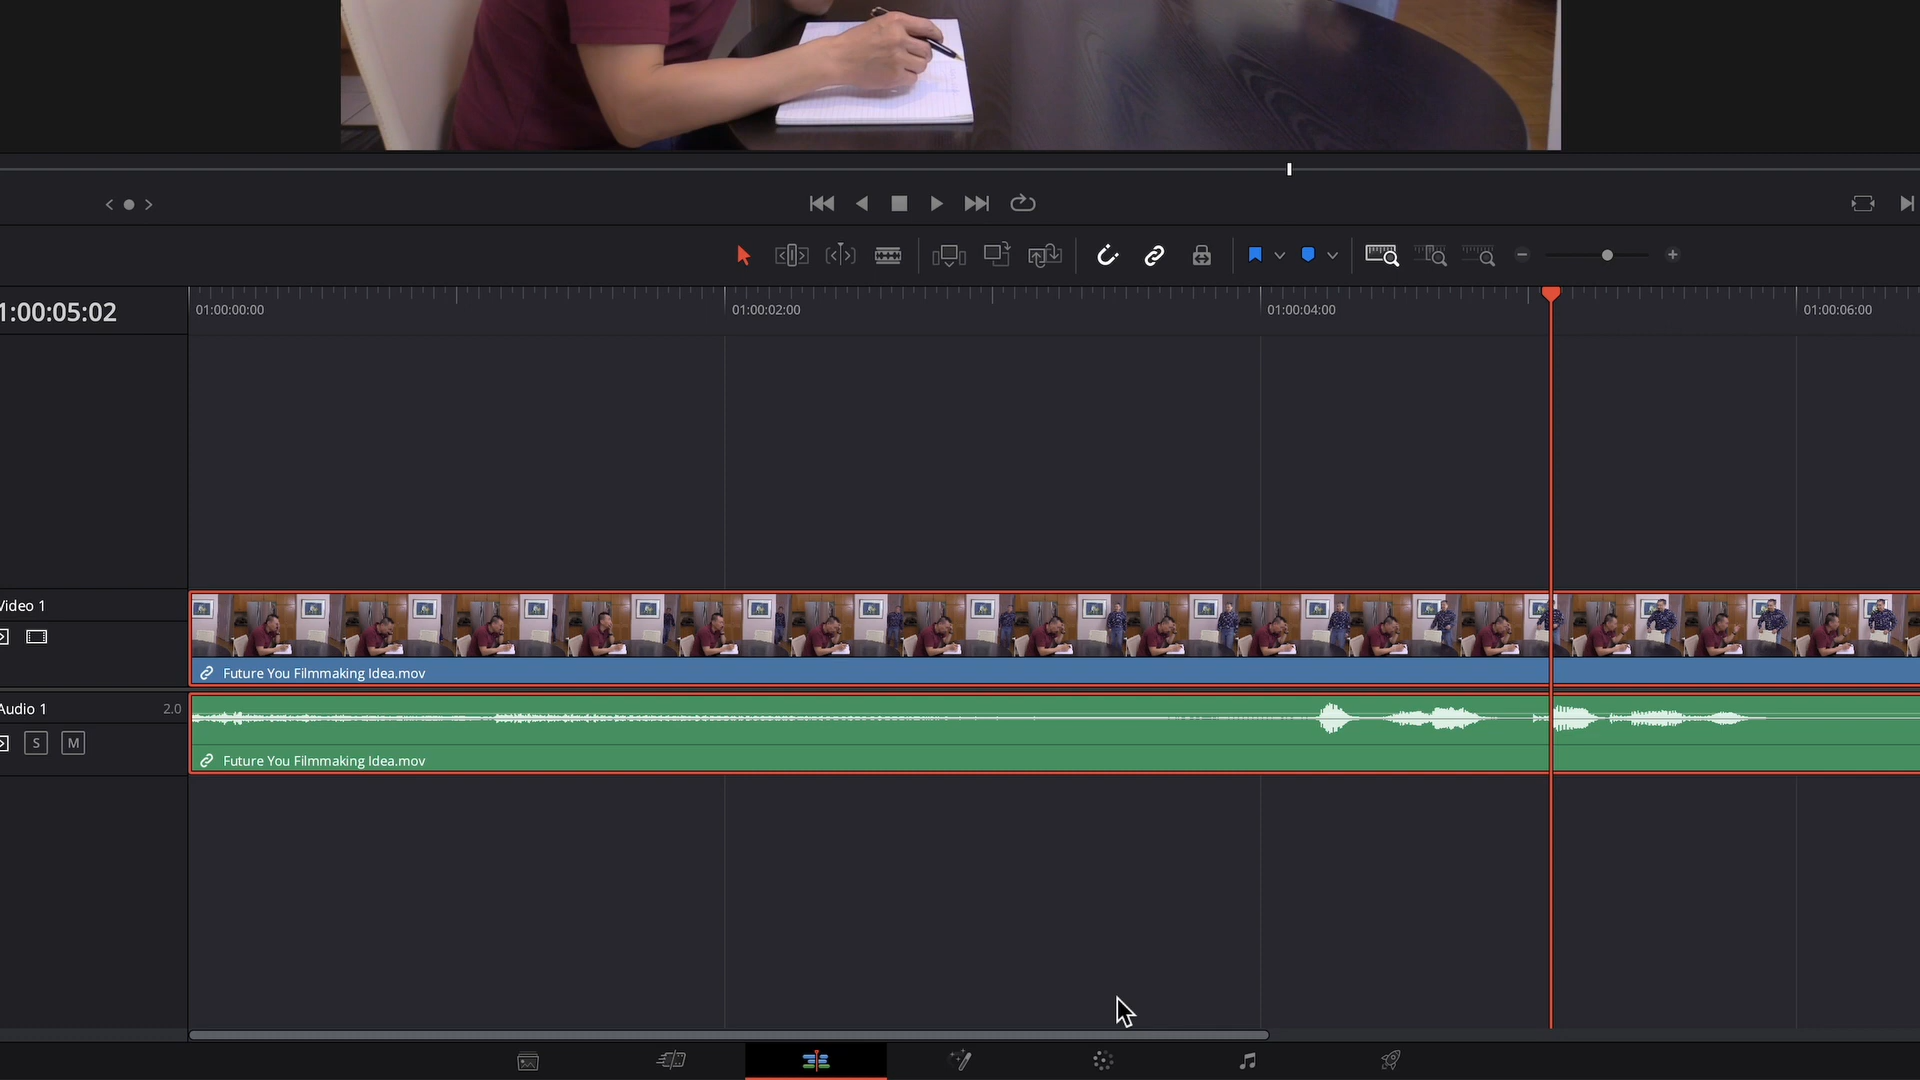 1:00:05:02
01:00:00:00
01:00:02:00
01:00:04:00
01:00:06:00
Video 1
Future You Filmmaking Idea.mov
Audio 1
2.0
S
M
Future You Filmmaking Idea.mov